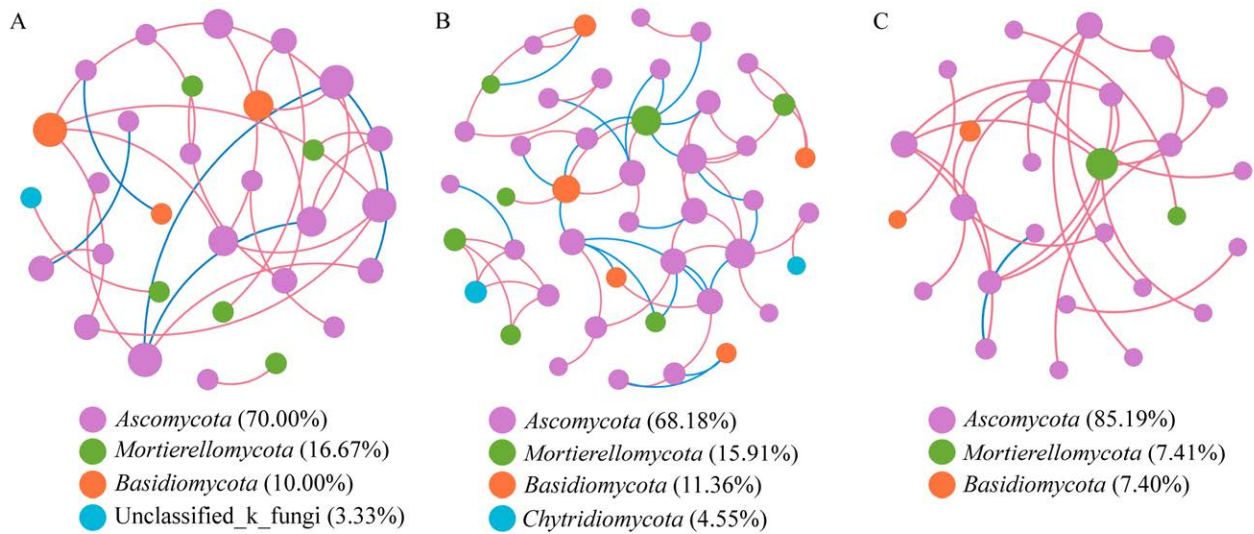 A
B
C
Ascomycota (70.00%)
Mortierellomycota (16.67%)
Basidiomycota (10.00%)
Unclassified_k_fungi (3.33%)
Ascomycota (68.18%)
Mortierellomycota (15.91%)
Basidiomycota (11.36%)
Chytridiomycota (4.55%)
Ascomycota (85.19%)
Mortierellomycota (7.41%)
Basidiomycota (7.40%)